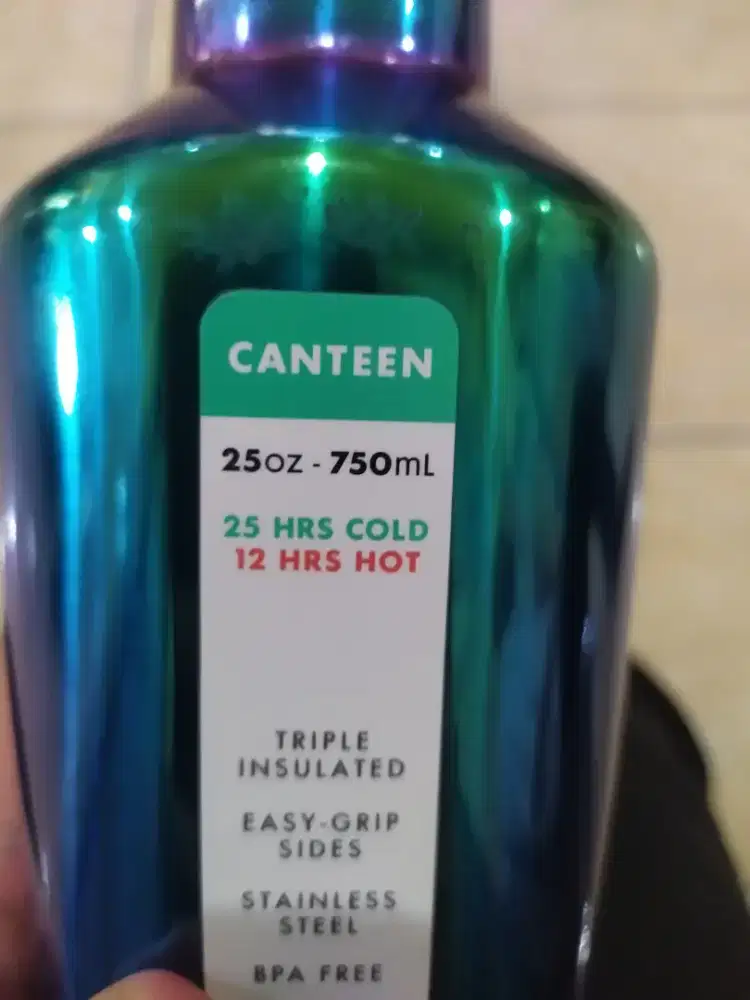 CANTEEN
25oz - 750mL
25 HRS COLD
12 HRS HOT
TRIPLE
INSULATED
EASY-GRIP
SIDES
STAINLESS
STEEL
BPA FREE